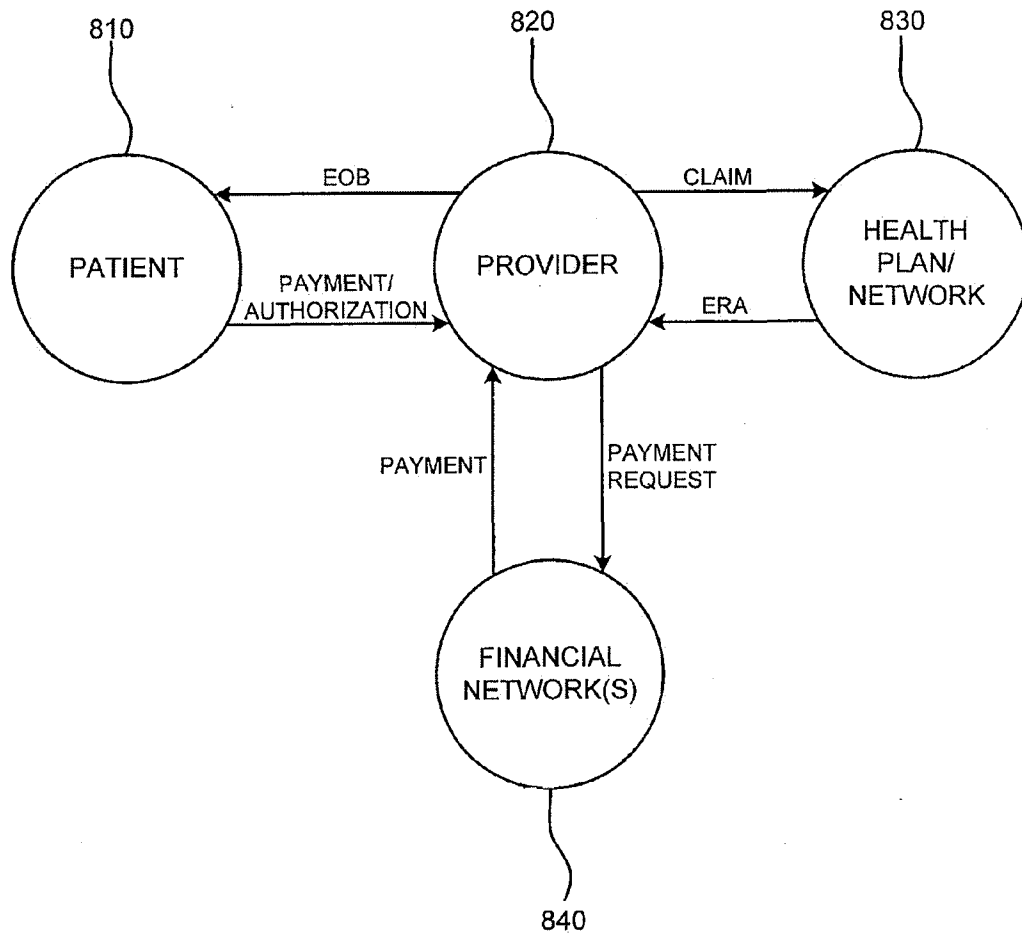 810
820
830
EOB
CLAIM
PATIENT
PROVIDER
HEALTH
PLAN/
NETWORK
PAYMENT/
AUTHORIZATION
ERA
PAYMENT
PAYMENT
REQUEST
FINANCIAL
NETWORK(S)
840